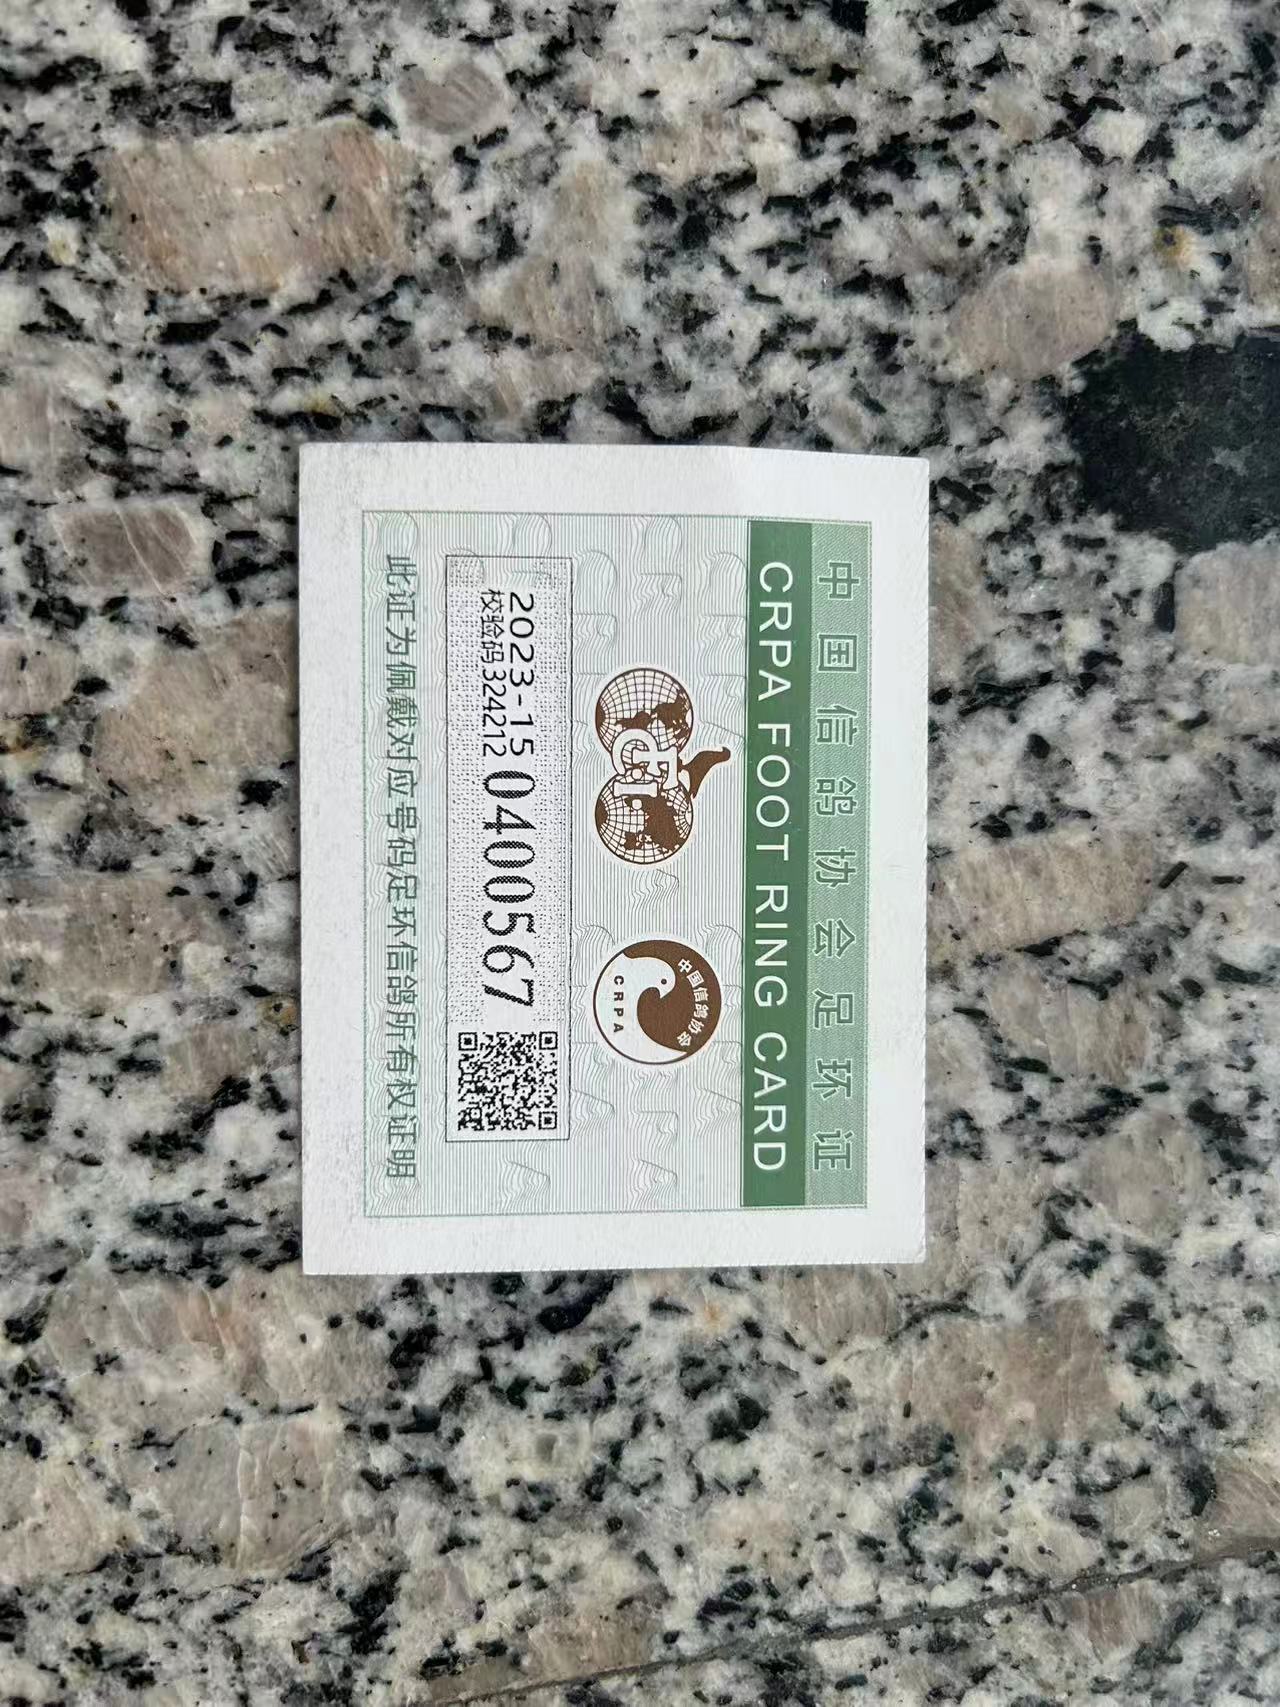 中国信鸽协会足环证
CRPA FOOT RING CARD
中国信鸽协会
CRPA
2023-15 0400567
校验码324212
此证为佩戴对应号码足环信鸽所有权证明